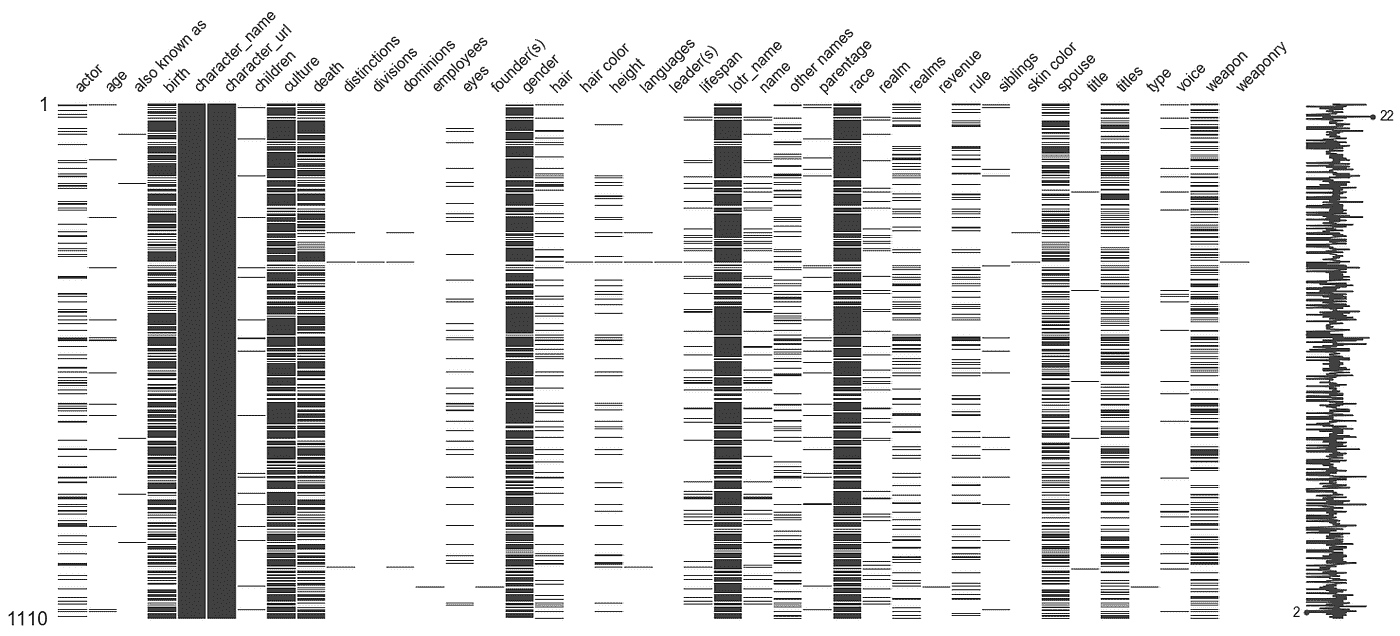 actor
age
also known as
birth
character_name
character_url
children
culture
death
distinctions
divisions
dominions
employees
eyes
founder(s)
gender
hair
hair color
height
languages
leader(s)
lifespan
lotr_name
name
other names
parentage
race
realm
realms
revenue
rule
siblings
skin color
spouse
title
titles
type
voice
weapon
weaponry
1
22
1110
2